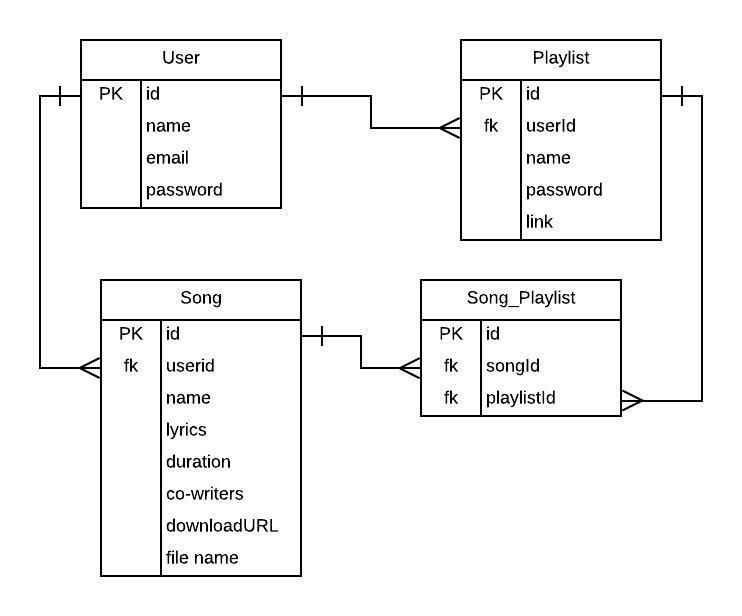 User
PK id
name
email
password
Playlist
PK id
fk userId
name
password
link
Song
PK id
fk userid
name
lyrics
duration
co-writers
downloadURL
file name
Song_Playlist
PK id
fk songId
fk playlistId